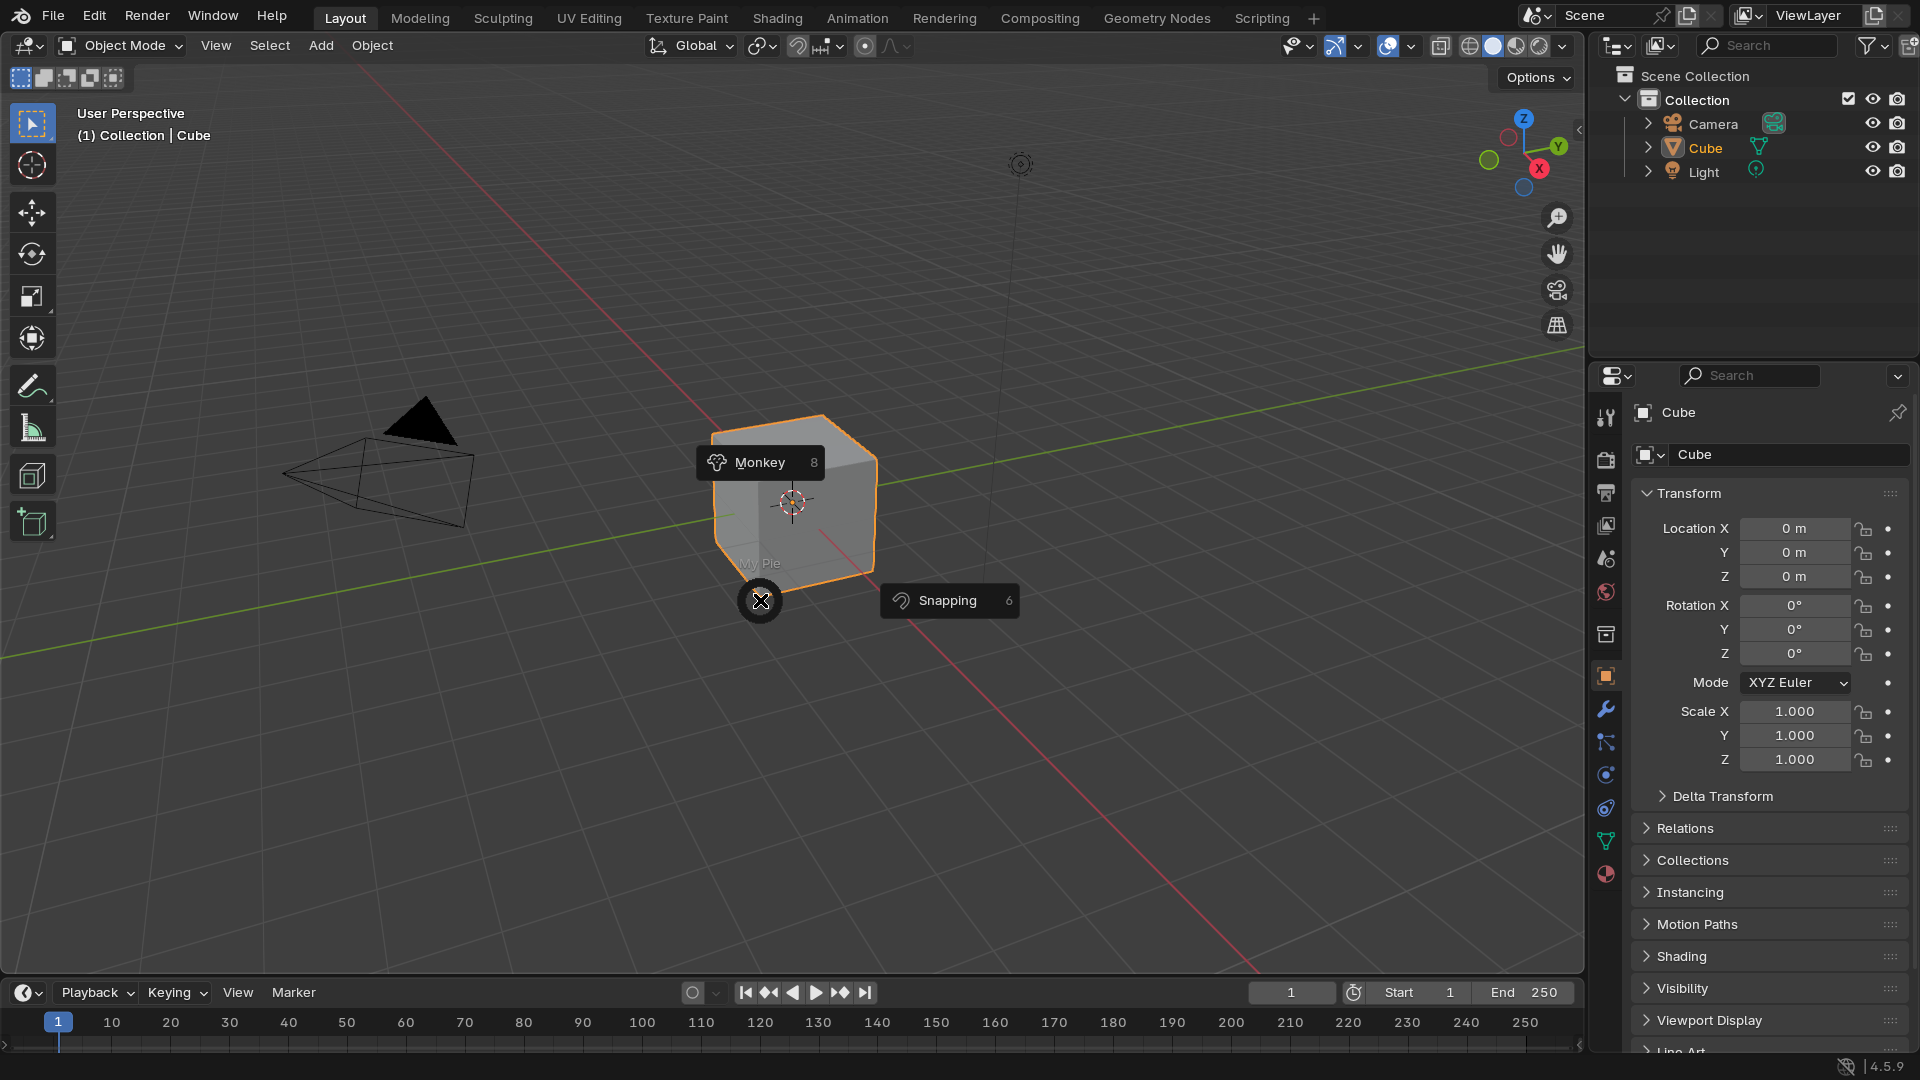 File Edit Render Window Help Layout Modeling Sculpting UV Editing Texture Paint Shading Animation Rendering Compositing Geometry Nodes Scripting + Scene ViewLayer
Object Mode View Select Add Object Global Search
Options
User Perspective
(1) Collection | Cube
Z
Y
X
Scene Collection
Collection
Camera
Cube
Light
Monkey 8
My Pie
Snapping 6
Search
Cube
Cube
Transform
Location X 0 m
Y 0 m
Z 0 m
Rotation X 0°
Y 0°
Z 0°
Mode XYZ Euler
Scale X 1.000
Y 1.000
Z 1.000
Delta Transform
Relations
Collections
Instancing
Motion Paths
Shading
Visibility
Viewport Display
Line Art
Playback Keying View Marker 1 Start 1 End 250
1 10 20 30 40 50 60 70 80 90 100 110 120 130 140 150 160 170 180 190 200 210 220 230 240 250
4.5.9